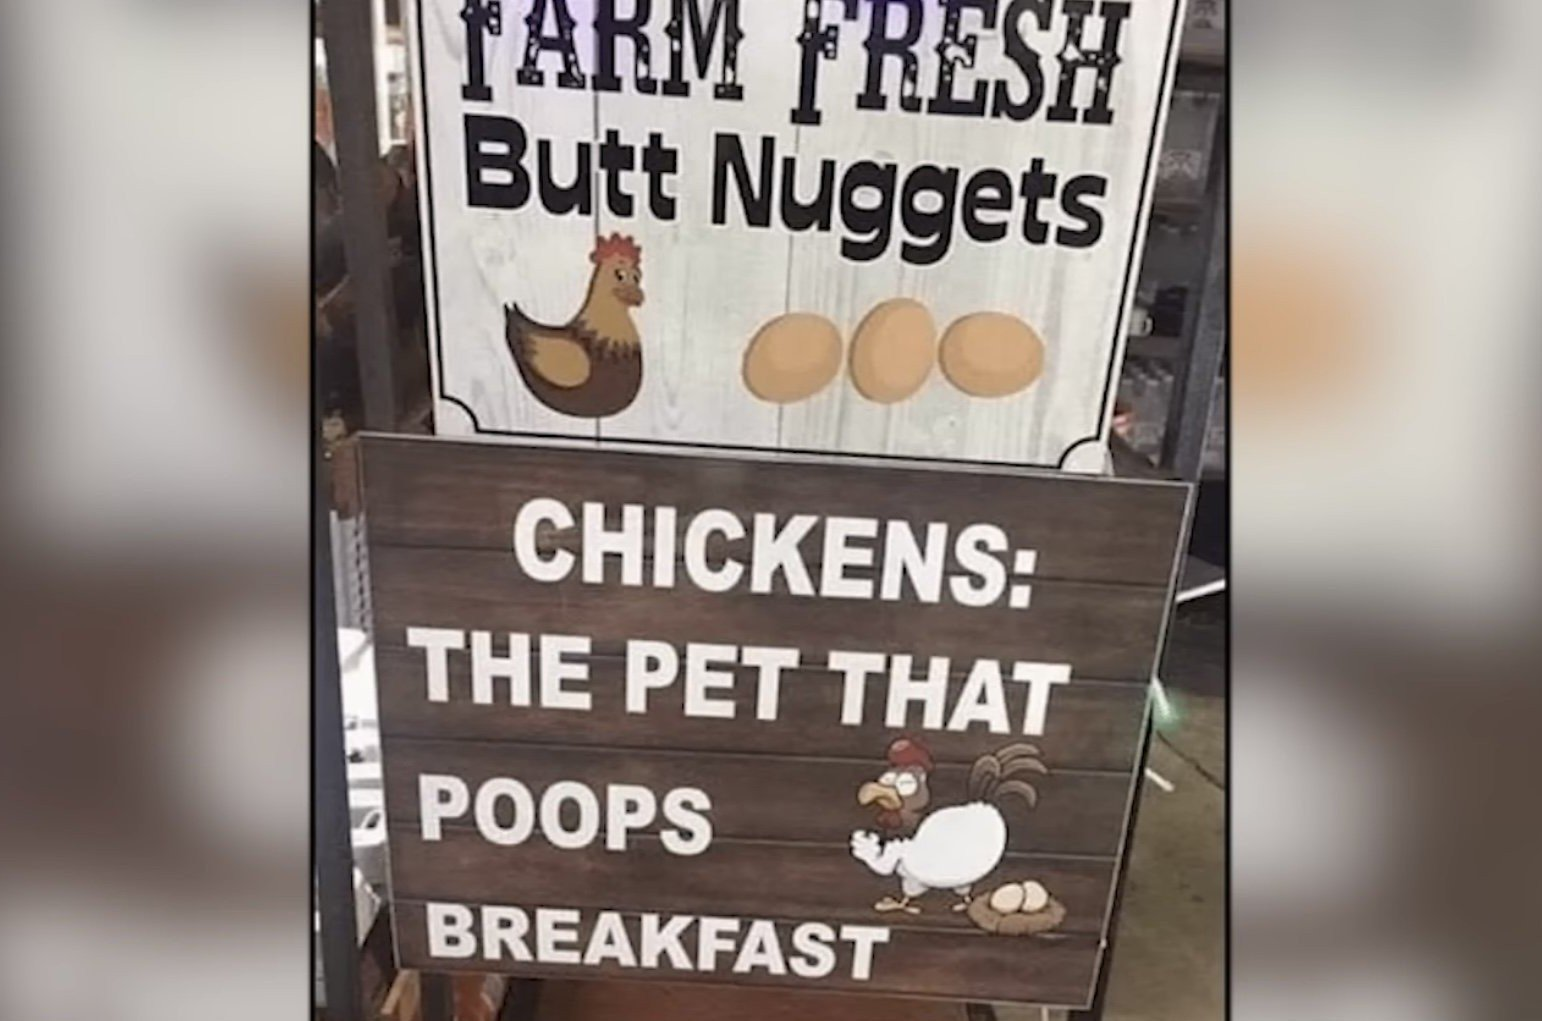 FARM FRESH
Butt Nuggets
CHICKENS:
THE PET THAT
POOPS
BREAKFAST